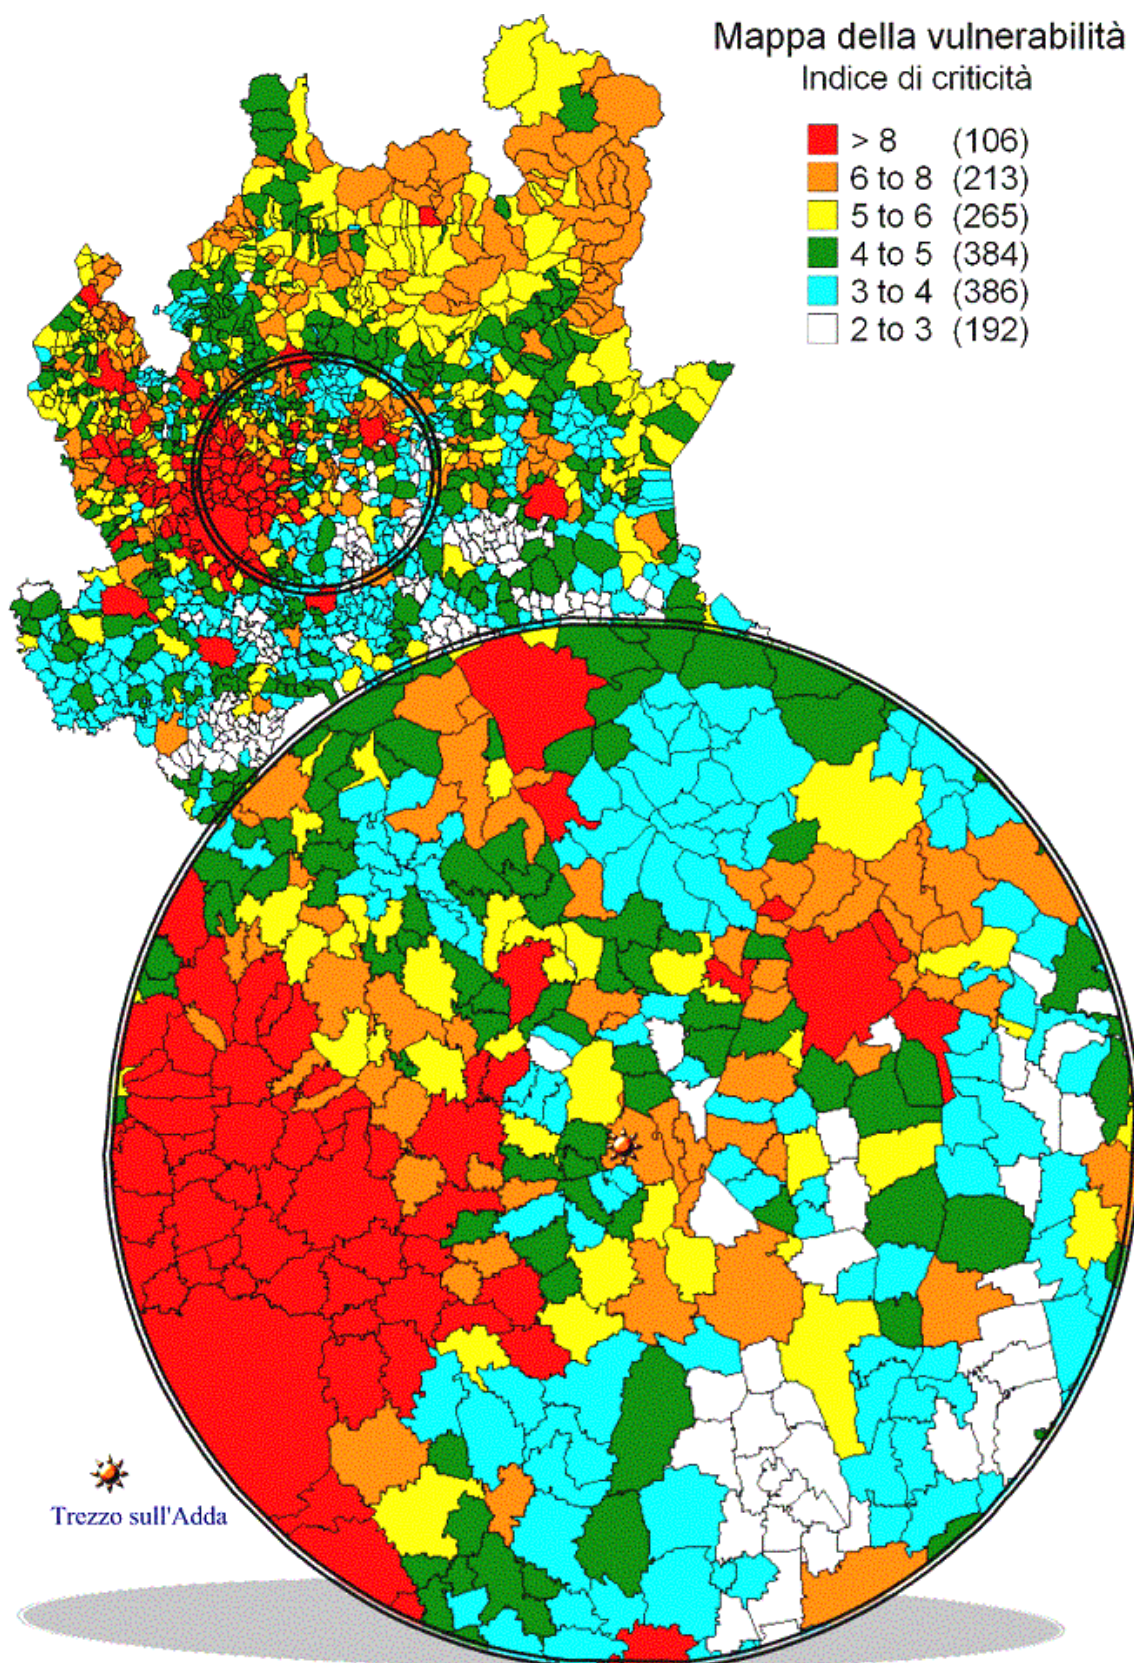 Mappa della vulnerabilità
Indice di criticità
> 8 (106)
6 to 8 (213)
5 to 6 (265)
4 to 5 (384)
3 to 4 (386)
2 to 3 (192)
Trezzo sull'Adda